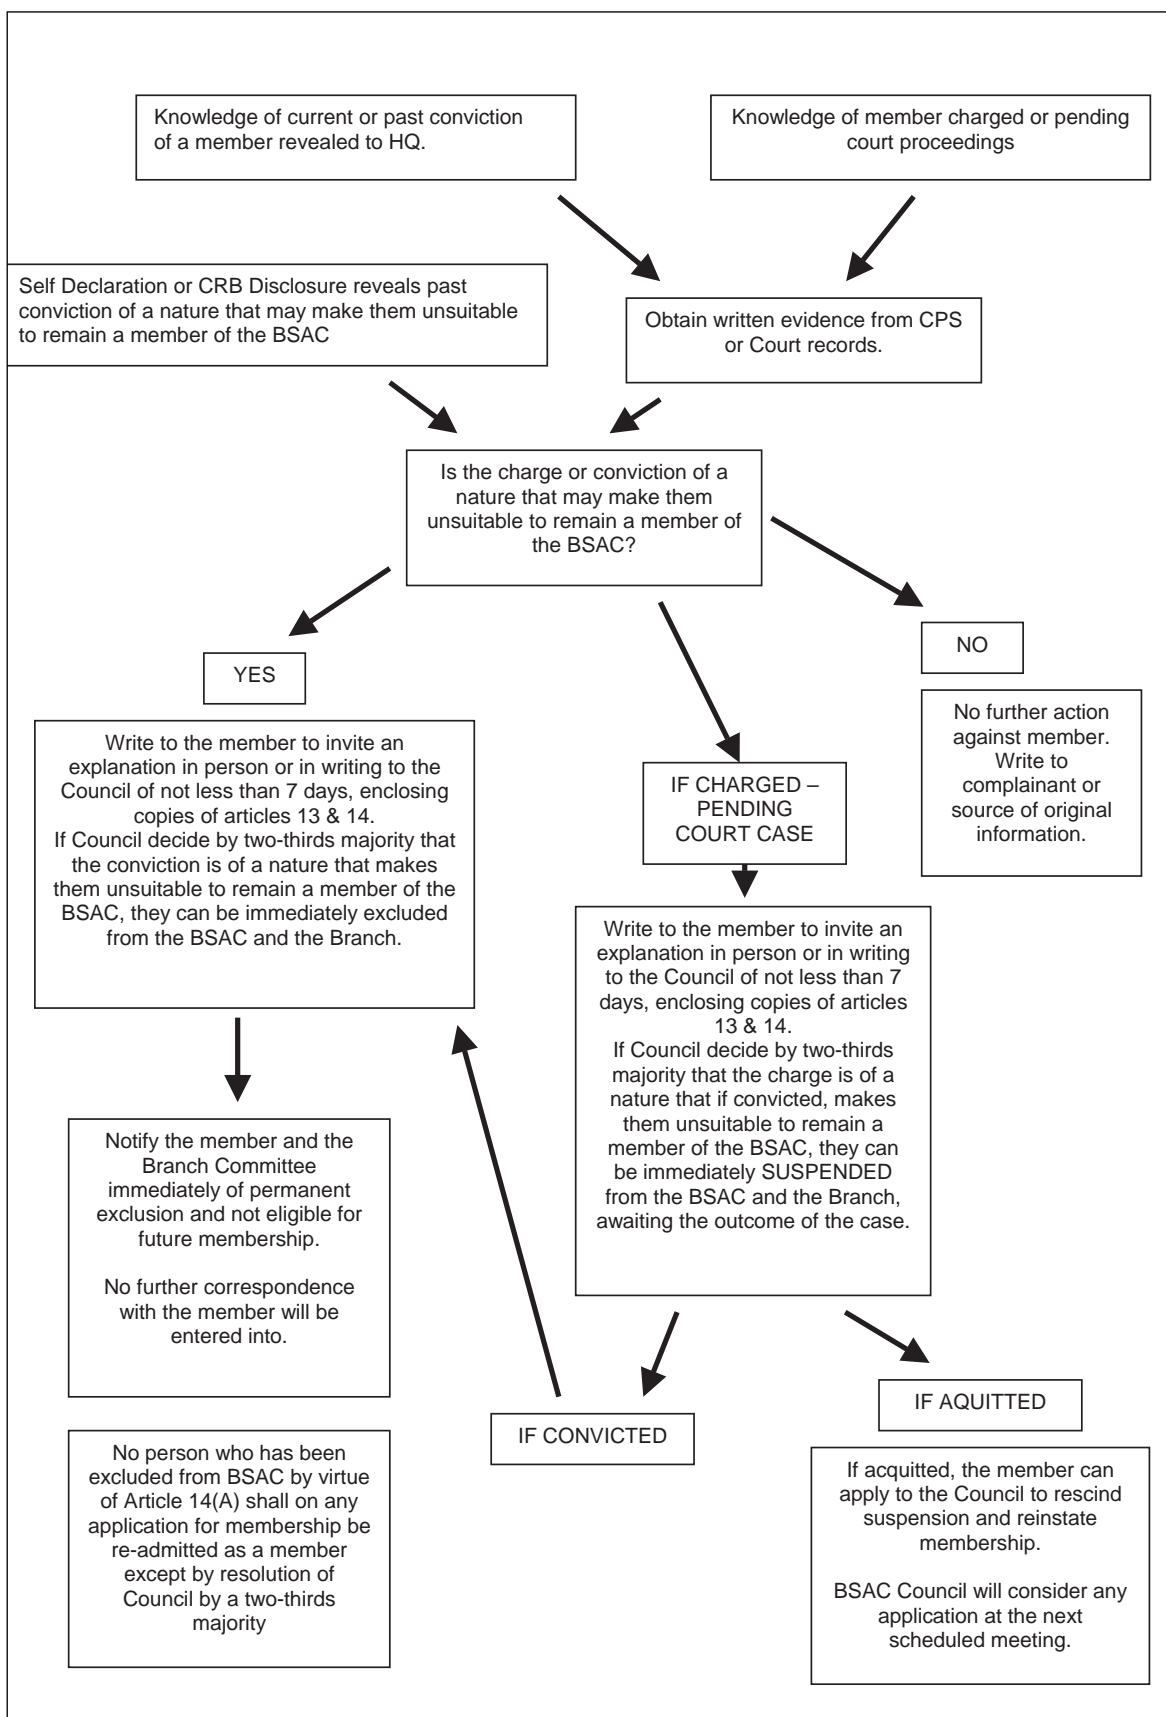 Knowledge of current or past conviction
of a member revealed to HQ.
Knowledge of member charged or pending
court proceedings
Self Declaration or CRB Disclosure reveals past
conviction of a nature that may make them unsuitable
to remain a member of the BSAC
Obtain written evidence from CPS
or Court records.
Is the charge or conviction of a
nature that may make them
unsuitable to remain a member of
the BSAC?
YES
Write to the member to invite an
explanation in person or in writing to the
Council of not less than 7 days, enclosing
copies of articles 13 & 14.
If Council decide by two-thirds majority that
the conviction is of a nature that makes
them unsuitable to remain a member of the
BSAC, they can be immediately excluded
from the BSAC and the Branch.
Notify the member and the
Branch Committee
immediately of permanent
exclusion and not eligible for
future membership.
No further correspondence
with the member will be
entered into.
No person who has been
excluded from BSAC by virtue
of Article 14(A) shall on any
application for membership be
re-admitted as a member
except by resolution of
Council by a two-thirds
majority
IF CHARGED –
PENDING
COURT CASE
Write to the member to invite an
explanation in person or in writing
to the Council of not less than 7
days, enclosing copies of articles
13 & 14.
If Council decide by two-thirds
majority that the charge is of a
nature that if convicted, makes
them unsuitable to remain a
member of the BSAC, they can
be immediately SUSPENDED
from the BSAC and the Branch,
awaiting the outcome of the case.
IF CONVICTED
NO
No further action
against member.
Write to
complainant or
source of original
information.
IF AQUITTED
If acquitted, the member can
apply to the Council to rescind
suspension and reinstate
membership.
BSAC Council will consider any
application at the next
scheduled meeting.